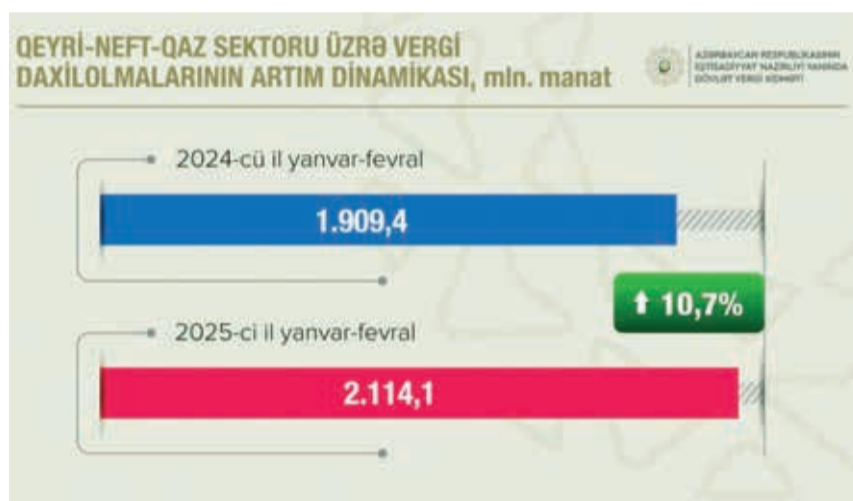 QEYRİ-NEFT-QAZ SEKTORU ÜZRƏ VERGİ
DAXİLOLMALARININ ARTIM DİNAMİKASI, mln. manat
AZƏRBAYCAN RESPUBLİKASININ
İQTİSADİYYAT NAZİRLİYİ YANINDA
DÖVLƏT VERGİ XİDMƏTİ
2024-cü il yanvar-fevral
1.909,4
10,7%
2025-ci il yanvar-fevral
2.114,1